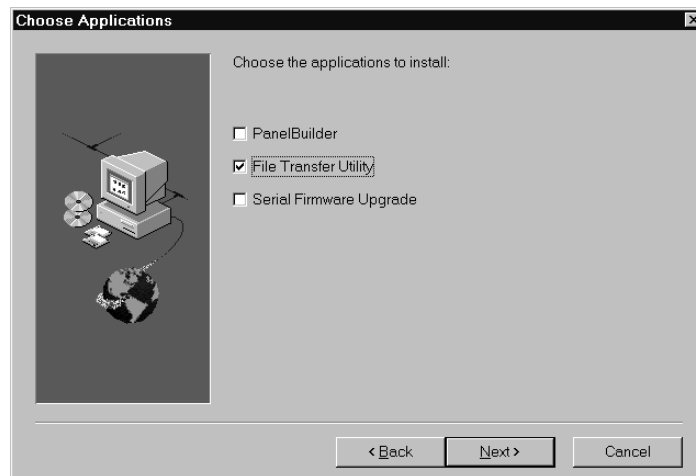 Choose Applications
Choose the applications to install:
PanelBuilder
File Transfer Utility
Serial Firmware Upgrade
< Back
Next >
Cancel